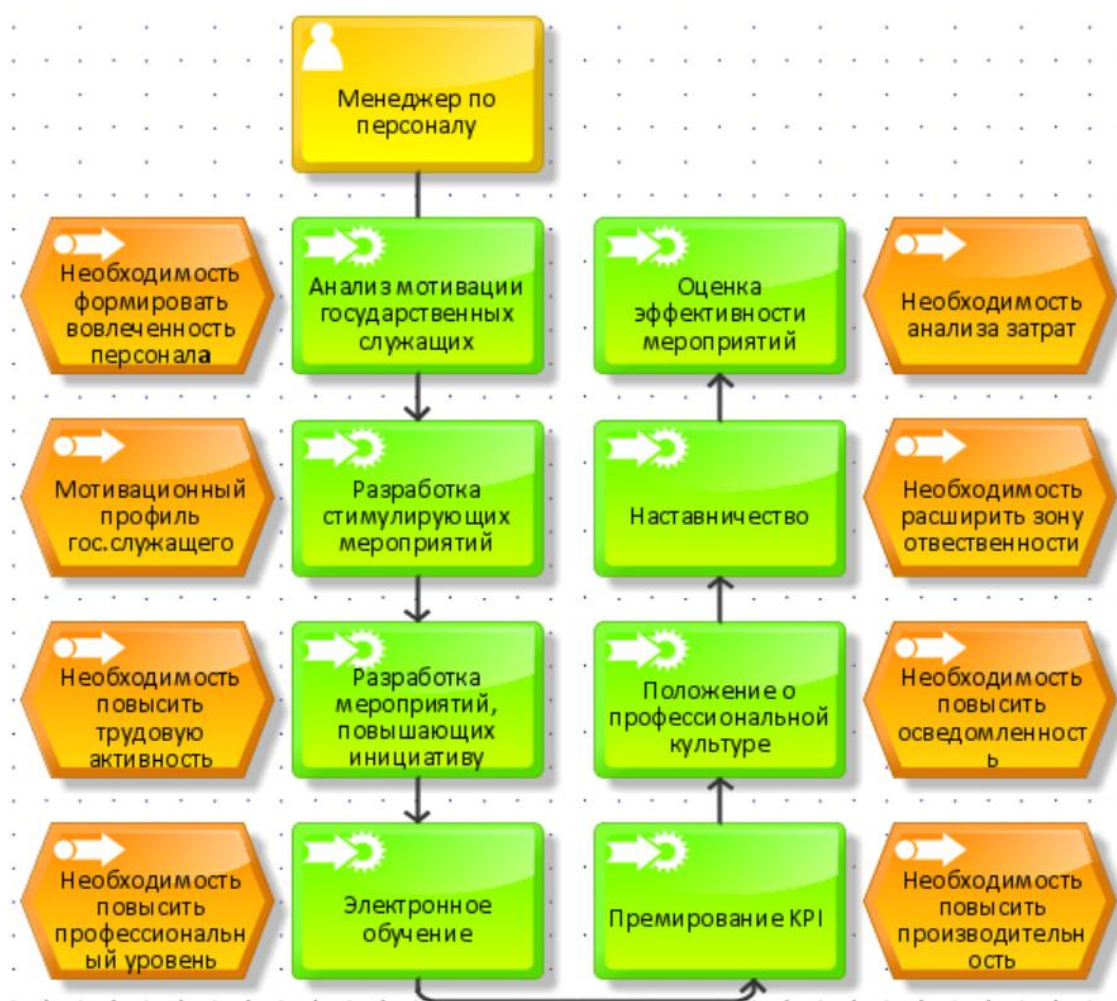 Менеджер по
персоналу
Необходимость
формировать
вовлеченность
персонала
Анализ мотивации
государственных
служащих
Оценка
эффективности
мероприятий
Необходимость
анализа затрат
Мотивационный
профиль
гос.служащего
Разработка
стимулирующих
мероприятий
Наставничество
Необходимость
расширить зону
отвественности
Необходимость
повысить
трудовую
активность
Разработка
мероприятий,
повышающих
инициативу
Положение о
профессиональной
культуре
Необходимость
повысить
осведомленност
ь
Необходимость
повысить
профессиональн
ый уровень
Электронное
обучение
Премирование KPI
Необходимость
повысить
производительн
ость